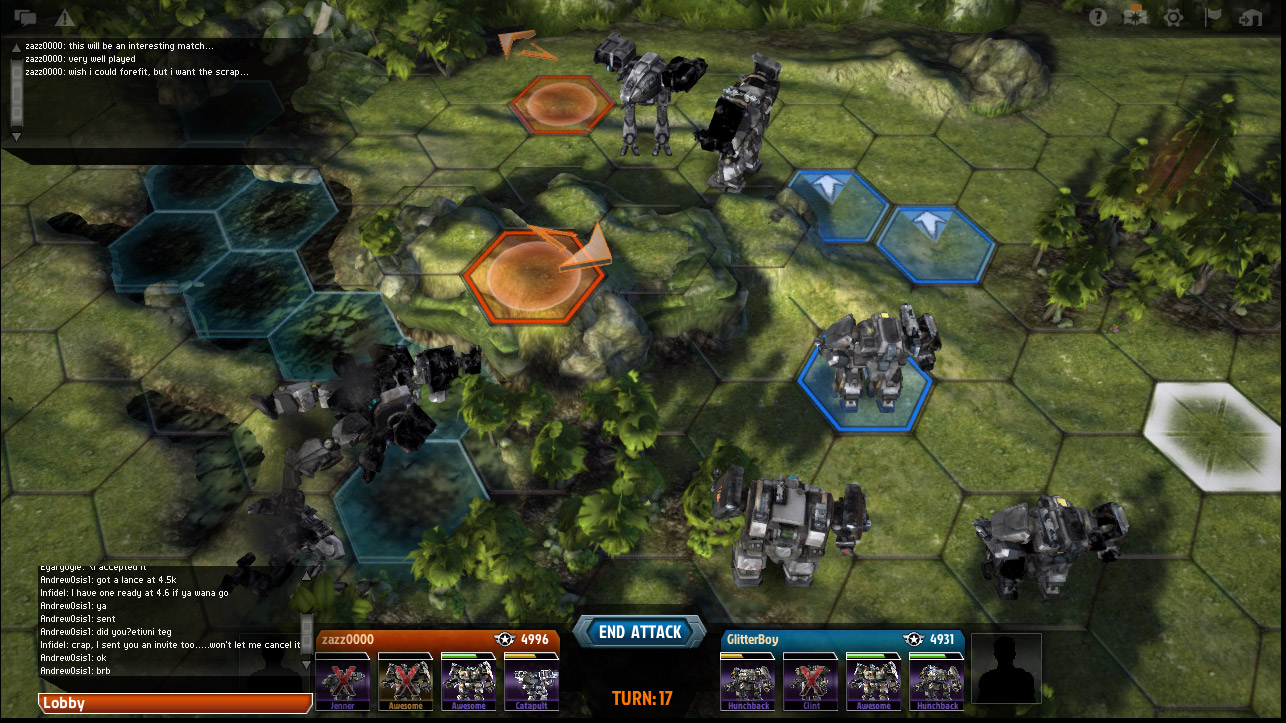 zazz0000: this will be an interesting match...
zazz0000: very well played
zazz0000: wish i could forefit, but i want the scrap...
Andrew0sis1: got a lance at 4.5k
Infidel: I have one ready at 4.6 if ya wana go
Andrew0sis1: ya
Andrew0sis1: sent
Andrew0sis1: did you?etivni teg
Infidel: crap, I sent you an invite too.....won't let me cancel it
Andrew0sis1: ok
Andrew0sis1: brb
Lobby
zazz0000 4996
Jenner Awesome Awesome Catapult
END ATTACK
TURN: 17
GlitterBoy 4931
Hunchback Clint Awesome Hunchback